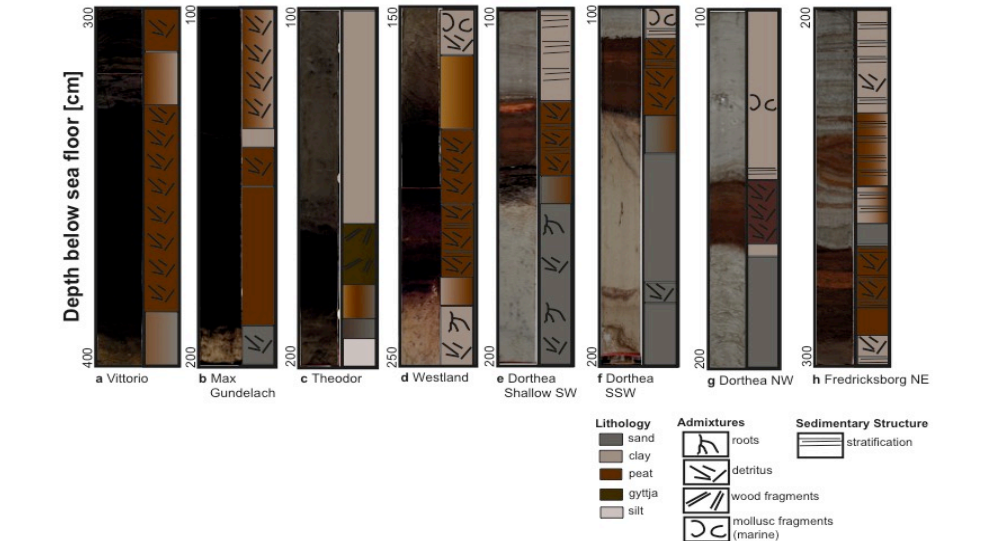 Depth below sea floor [cm]
300
400
a Vittorio
100
200
b Max
Gundelach
100
200
c Theodor
150
250
d Westland
100
200
e Dorthea
Shallow SW
100
200
f Dorthea
SSW
100
200
g Dorthea NW
200
300
h Fredricksborg NE
Lithology
sand
clay
peat
gyttja
silt
Admixtures
roots
detritus
wood fragments
mollusc fragments
(marine)
Sedimentary Structure
stratification